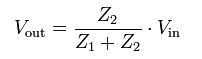 V_out = Z_2 / (Z_1 + Z_2) · V_in